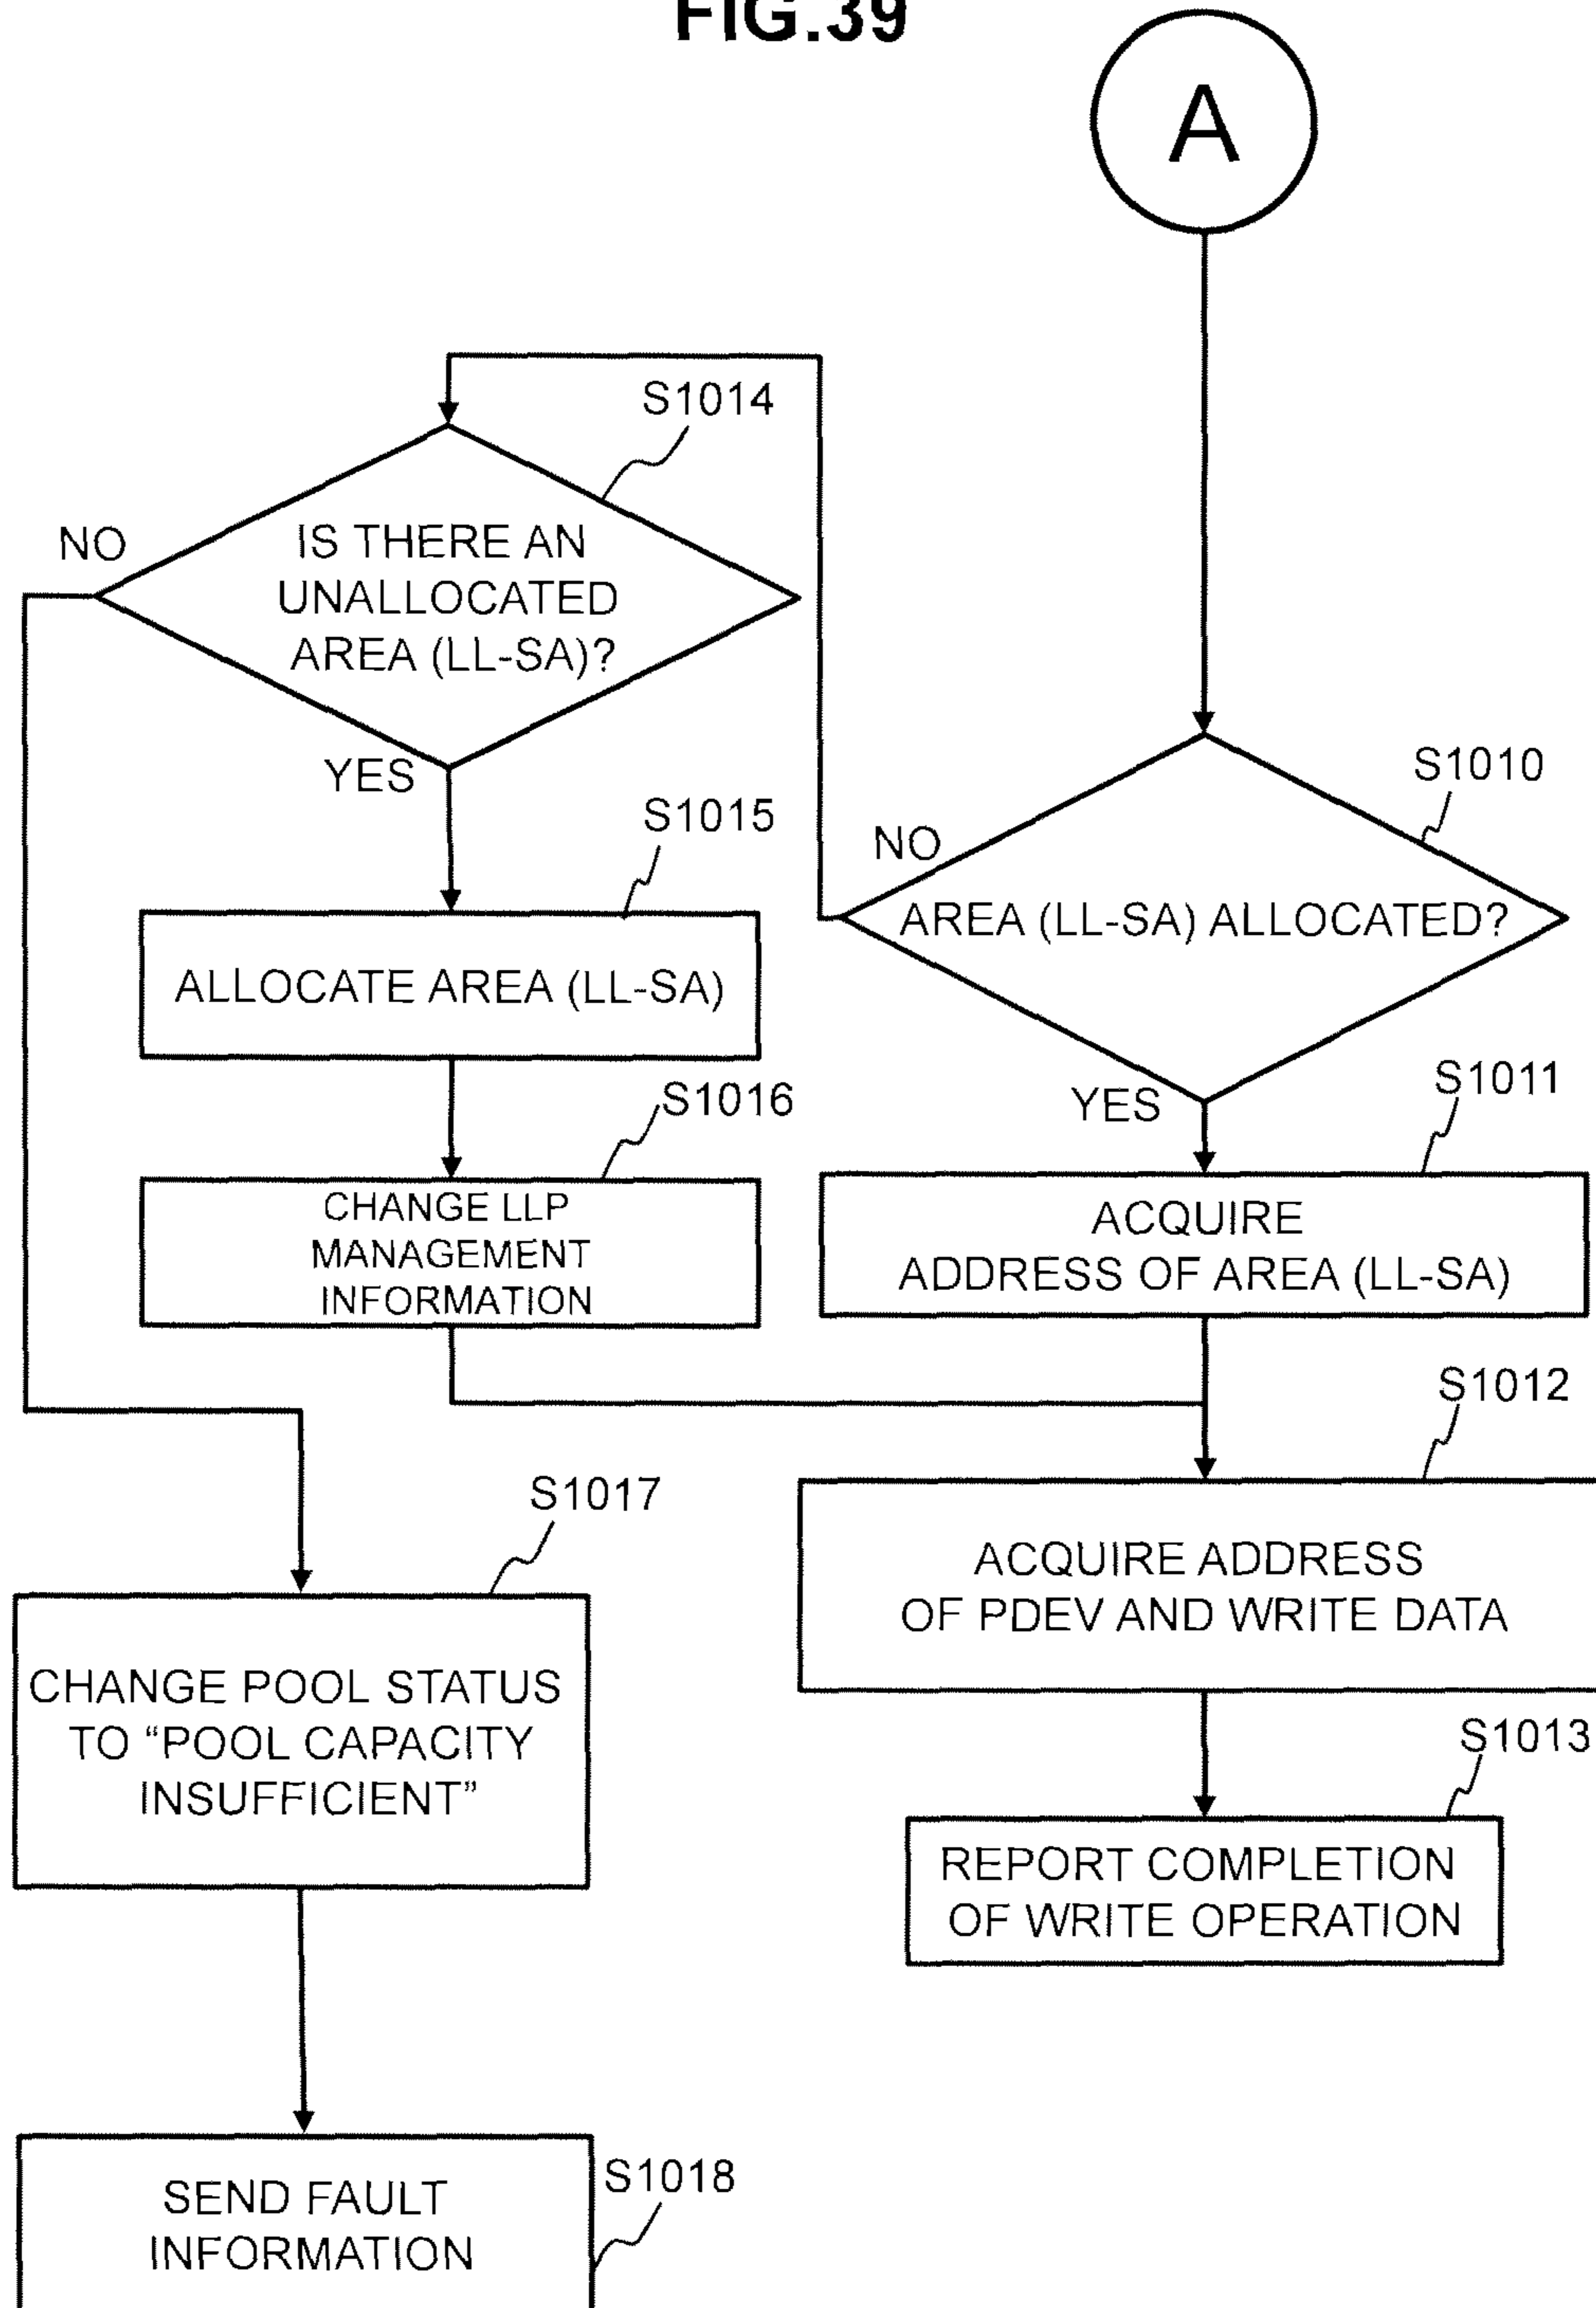 FIG.39
A
S1014
NO
IS THERE AN
UNALLOCATED
AREA (LL-SA)?
YES
S1010
NO
AREA (LL-SA) ALLOCATED?
YES
S1015
ALLOCATE AREA (LL-SA)
S1016
CHANGE LLP
MANAGEMENT
INFORMATION
S1011
ACQUIRE
ADDRESS OF AREA (LL-SA)
S1012
ACQUIRE ADDRESS
OF PDEV AND WRITE DATA
S1013
REPORT COMPLETION
OF WRITE OPERATION
S1017
CHANGE POOL STATUS
TO “POOL CAPACITY
INSUFFICIENT”
S1018
SEND FAULT
INFORMATION